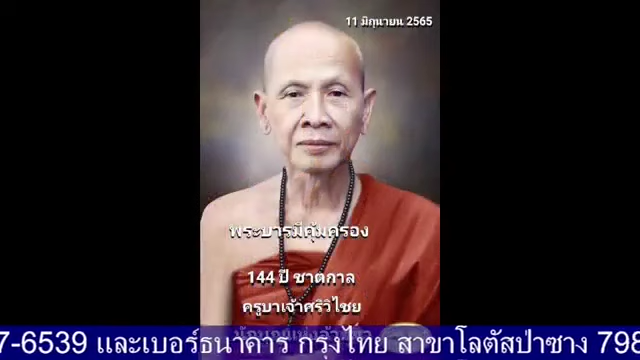 11 มิถุนายน 2565
พระบารมีคุ้มครอง
144 ปี ชาตกาล
ครูบาเจ้าศรีวิไชย
7-6539 และเบอร์ธนาคาร กรุงไทย สาขาโลตัสป่าซาง 798